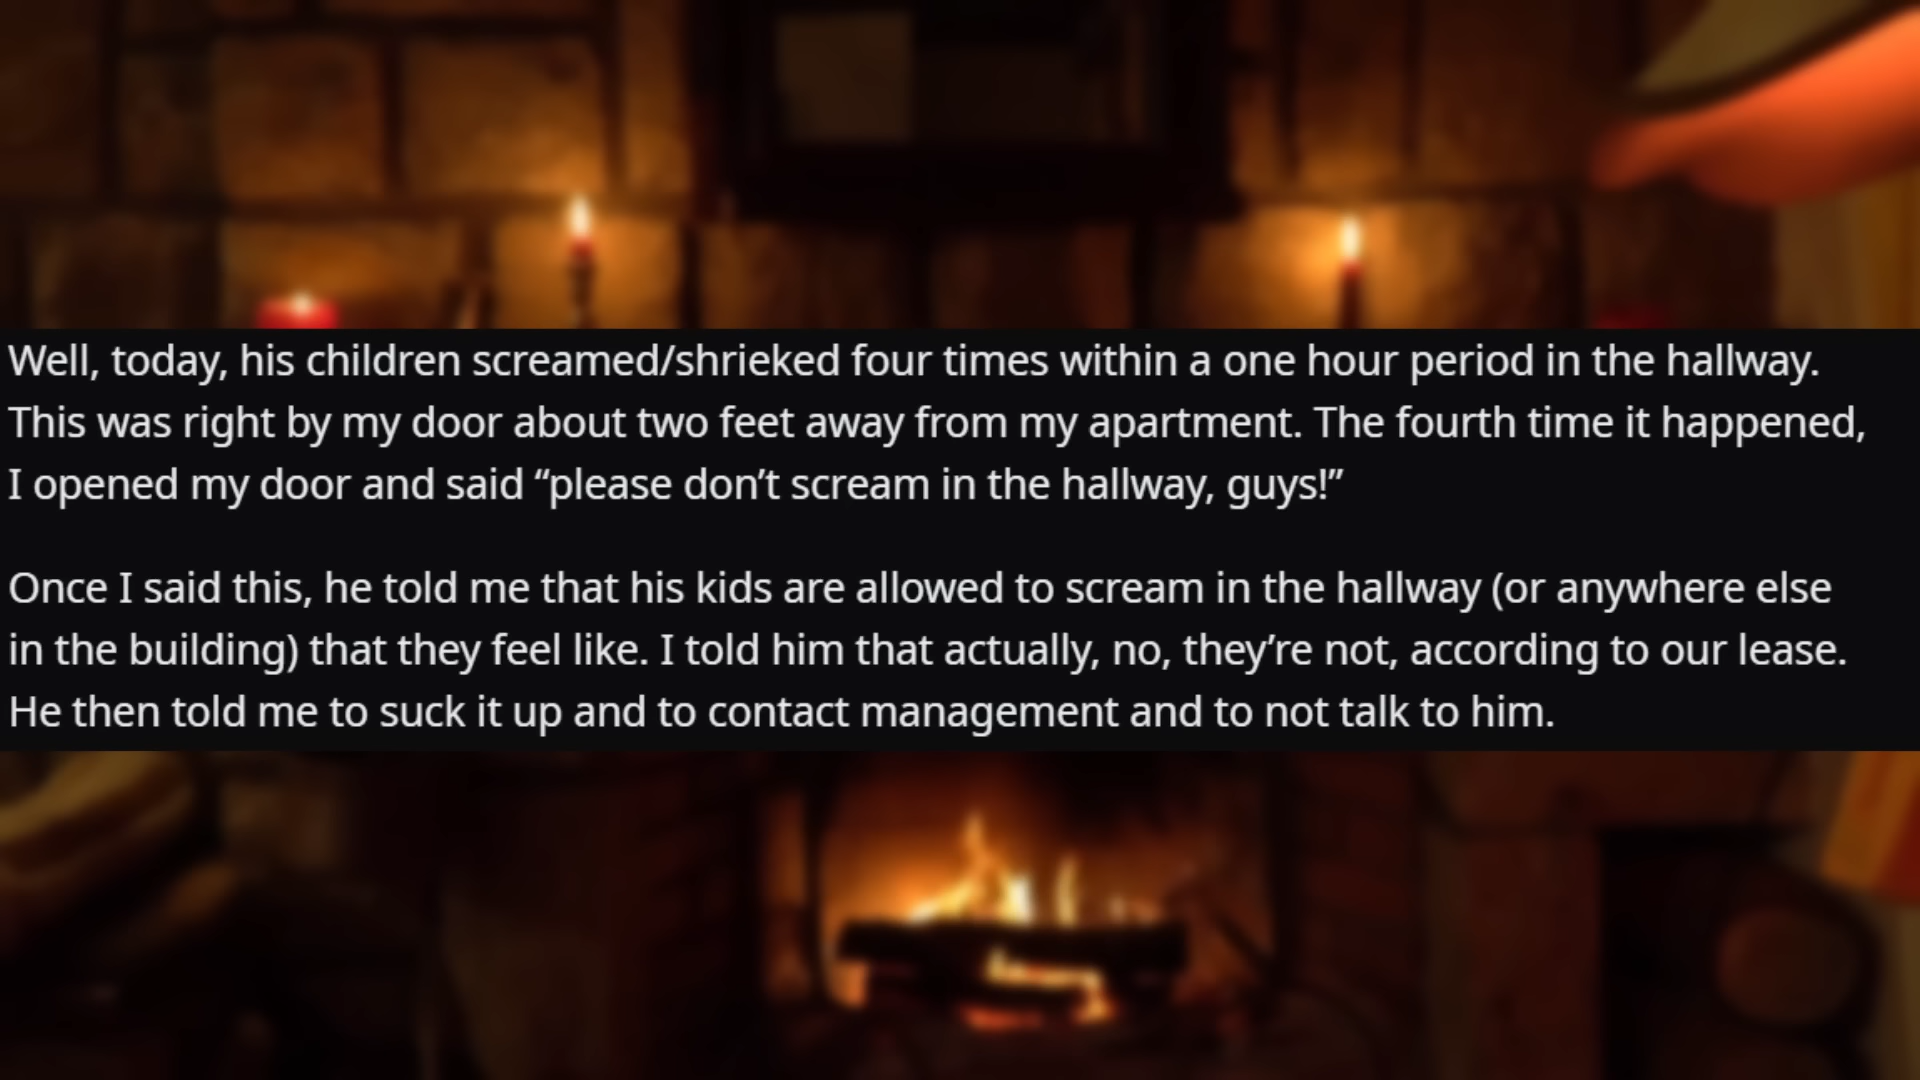 Well, today, his children screamed/shrieked four times within a one hour period in the hallway.
This was right by my door about two feet away from my apartment. The fourth time it happened,
I opened my door and said “please don’t scream in the hallway, guys!”
Once I said this, he told me that his kids are allowed to scream in the hallway (or anywhere else
in the building) that they feel like. I told him that actually, no, they’re not, according to our lease.
He then told me to suck it up and to contact management and to not talk to him.